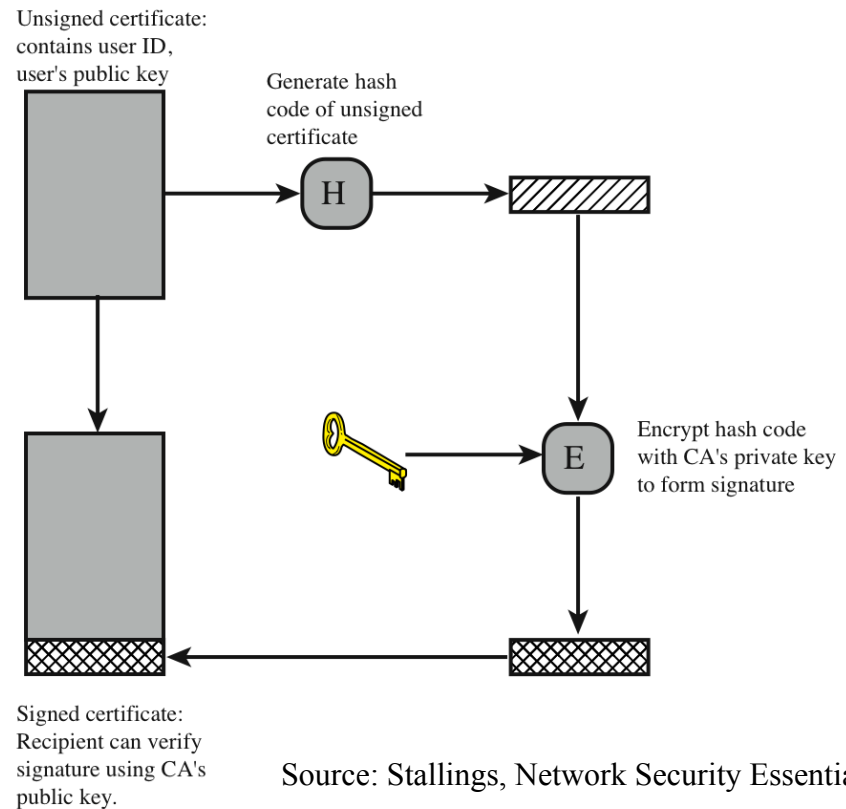 Unsigned certificate:
contains user ID,
user's public key
Generate hash
code of unsigned
certificate
H
E
Encrypt hash code
with CA's private key
to form signature
Signed certificate:
Recipient can verify
signature using CA's
public key.
Source: Stallings, Network Security